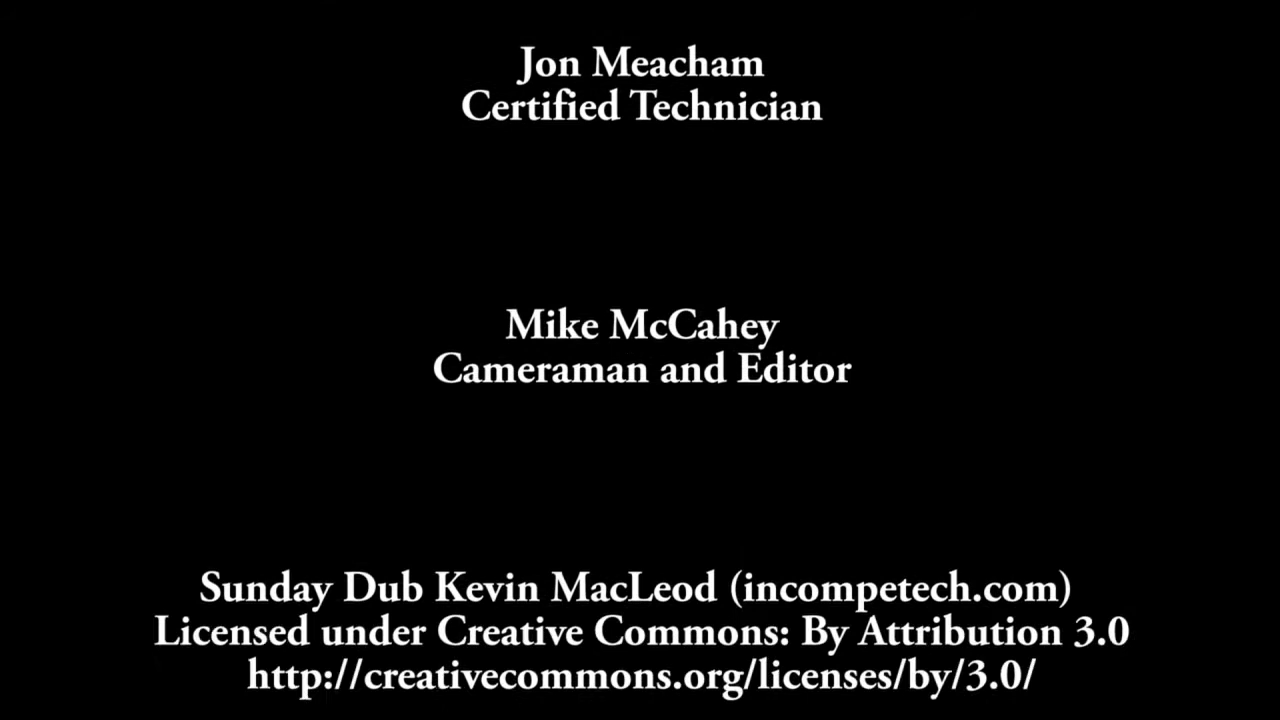 Jon Meacham
Certified Technician
Mike McCahey
Cameraman and Editor
Sunday Dub Kevin MacLeod (incompetech.com)
Licensed under Creative Commons: By Attribution 3.0
http://creativecommons.org/licenses/by/3.0/